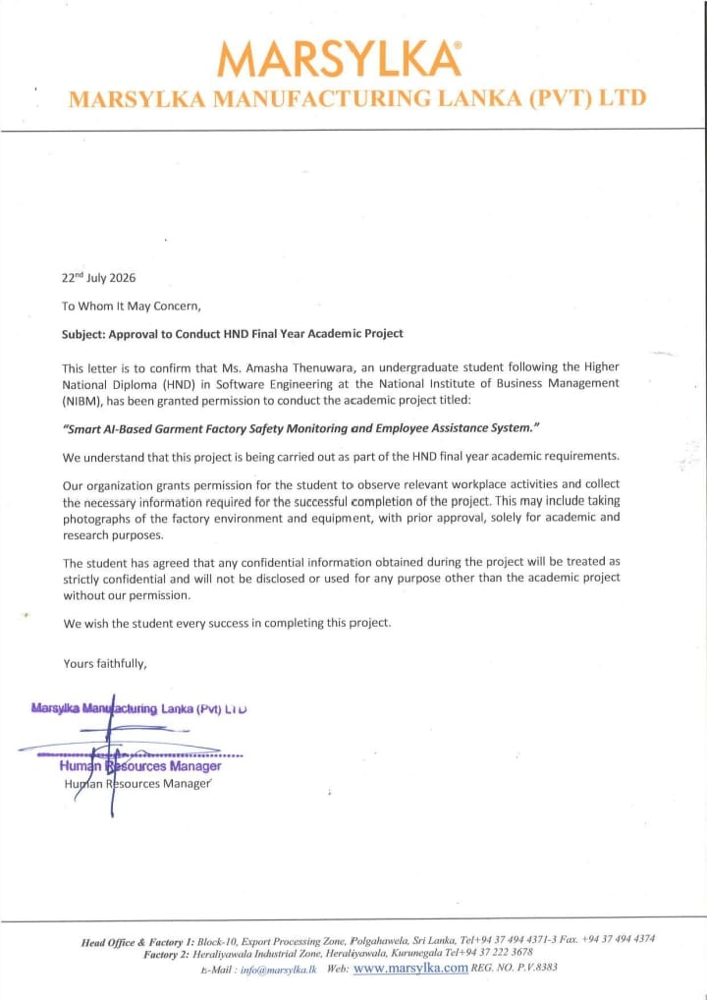 MARSYLKA®
MARSYLKA MANUFACTURING LANKA (PVT) LTD
22nd July 2026
To Whom It May Concern,
Subject: Approval to Conduct HND Final Year Academic Project
This letter is to confirm that Ms. Amasha Thenuwara, an undergraduate student following the Higher
National Diploma (HND) in Software Engineering at the National Institute of Business Management
(NIBM), has been granted permission to conduct the academic project titled:
“Smart AI-Based Garment Factory Safety Monitoring and Employee Assistance System.”
We understand that this project is being carried out as part of the HND final year academic requirements.
Our organization grants permission for the student to observe relevant workplace activities and collect
the necessary information required for the successful completion of the project. This may include taking
photographs of the factory environment and equipment, with prior approval, solely for academic and
research purposes.
The student has agreed that any confidential information obtained during the project will be treated as
strictly confidential and will not be disclosed or used for any purpose other than the academic project
without our permission.
We wish the student every success in completing this project.
Yours faithfully,
Marsylka Manufacturing Lanka (Pvt) LTD
Human Resources Manager
Human Resources Manager
Head Office & Factory 1: Block-10, Export Processing Zone, Polgahawela, Sri Lanka, Tel+94 37 494 4371-3 Fax. +94 37 494 4374
Factory 2: Heraliyawala Industrial Zone, Heraliyawala, Kurunegala Tel+94 37 222 3678
E-Mail : info@marsylka.lk Web: www.marsylka.com REG. NO. P.V.8383